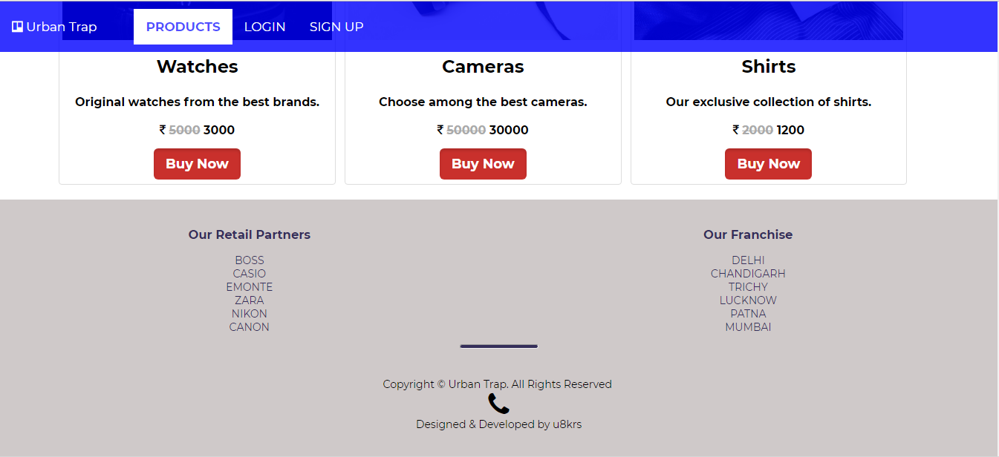 Urban Trap PRODUCTS LOGIN SIGN UP
Watches
Original watches from the best brands.
₹ 5000 3000
Buy Now
Cameras
Choose among the best cameras.
₹ 50000 30000
Buy Now
Shirts
Our exclusive collection of shirts.
₹ 2000 1200
Buy Now
Our Retail Partners
BOSS
CASIO
EMONTE
ZARA
NIKON
CANON
Our Franchise
DELHI
CHANDIGARH
TRICHY
LUCKNOW
PATNA
MUMBAI
Copyright © Urban Trap. All Rights Reserved
Designed & Developed by u8krs